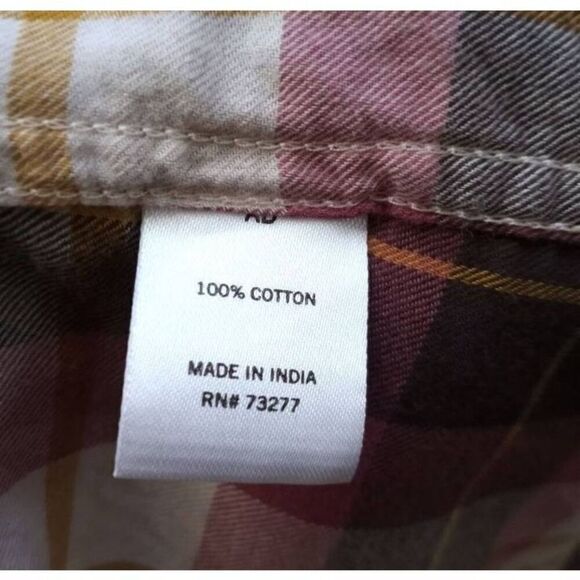 100% COTTON
MADE IN INDIA
RN# 73277